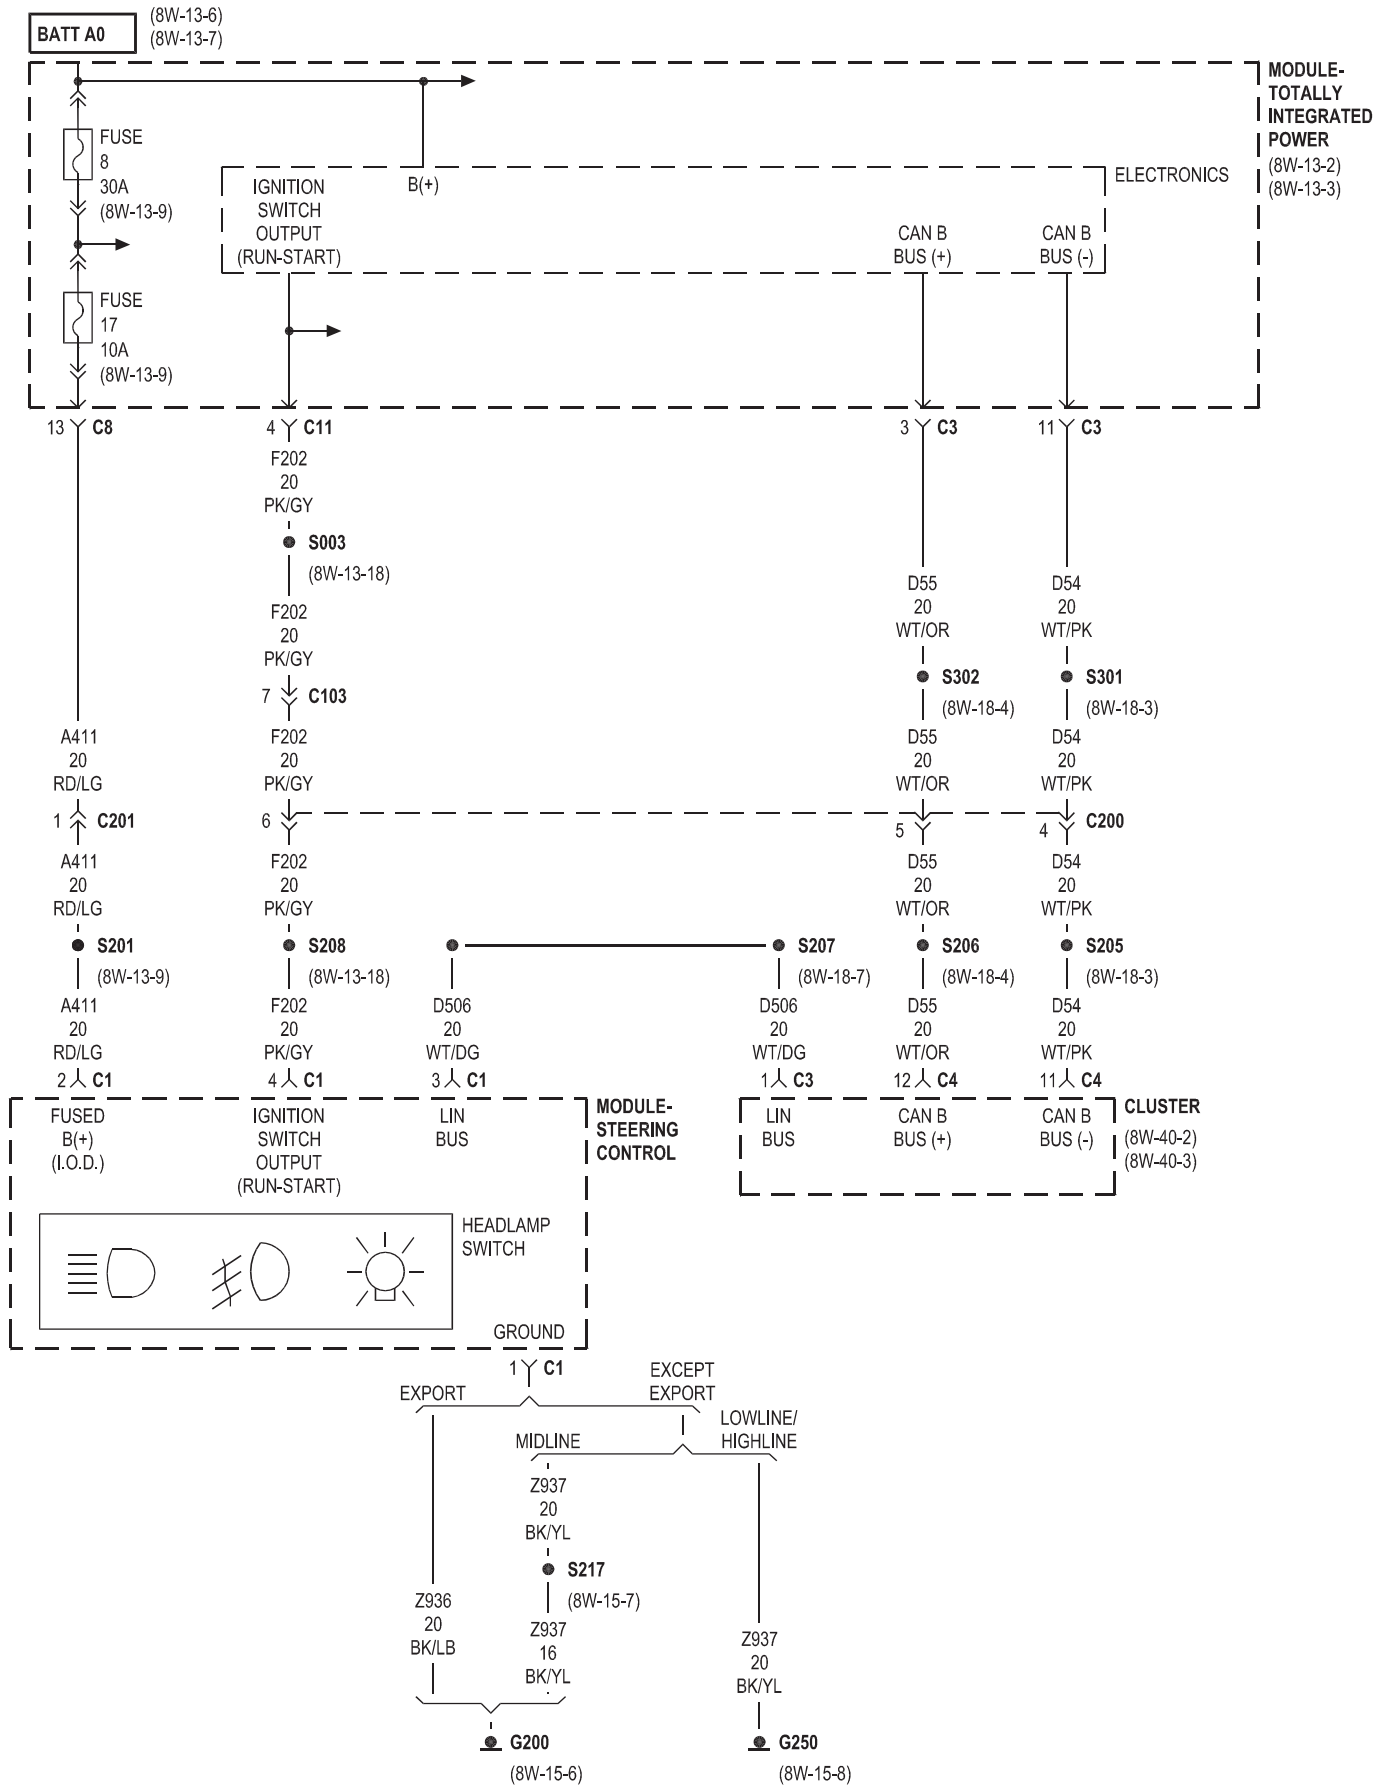 (8W-13-6)
BATT A0
(8W-13-7)
MODULE-
TOTALLY
INTEGRATED
POWER
(8W-13-2)
(8W-13-3)
FUSE
8
30A
(8W-13-9)
IGNITION
SWITCH
OUTPUT
(RUN-START)
B(+)
ELECTRONICS
CAN B
BUS (+)
CAN B
BUS (-)
FUSE
17
10A
(8W-13-9)
13 C8
4 C11
3 C3
11 C3
F202
20
PK/GY
S003
(8W-13-18)
F202
20
PK/GY
7 C103
D55
20
WT/OR
D54
20
WT/PK
S302
(8W-18-4)
S301
(8W-18-3)
A411
20
RD/LG
F202
20
PK/GY
D55
20
WT/OR
D54
20
WT/PK
1 C201
6
5
4 C200
A411
20
RD/LG
F202
20
PK/GY
D55
20
WT/OR
D54
20
WT/PK
S201
(8W-13-9)
S208
(8W-13-18)
S207
(8W-18-7)
S206
(8W-18-4)
S205
(8W-18-3)
A411
20
RD/LG
F202
20
PK/GY
D506
20
WT/DG
D506
20
WT/DG
D55
20
WT/OR
D54
20
WT/PK
2 C1
4 C1
3 C1
1 C3
12 C4
11 C4
FUSED
B(+)
(I.O.D.)
IGNITION
SWITCH
OUTPUT
(RUN-START)
LIN
BUS
MODULE-
STEERING
CONTROL
LIN
BUS
CAN B
BUS (+)
CAN B
BUS (-)
CLUSTER
(8W-40-2)
(8W-40-3)
HEADLAMP
SWITCH
GROUND
1 C1
EXPORT
EXCEPT
EXPORT
MIDLINE
LOWLINE/
HIGHLINE
Z937
20
BK/YL
S217
(8W-15-7)
Z936
20
BK/LB
Z937
16
BK/YL
Z937
20
BK/YL
G200
(8W-15-6)
G250
(8W-15-8)